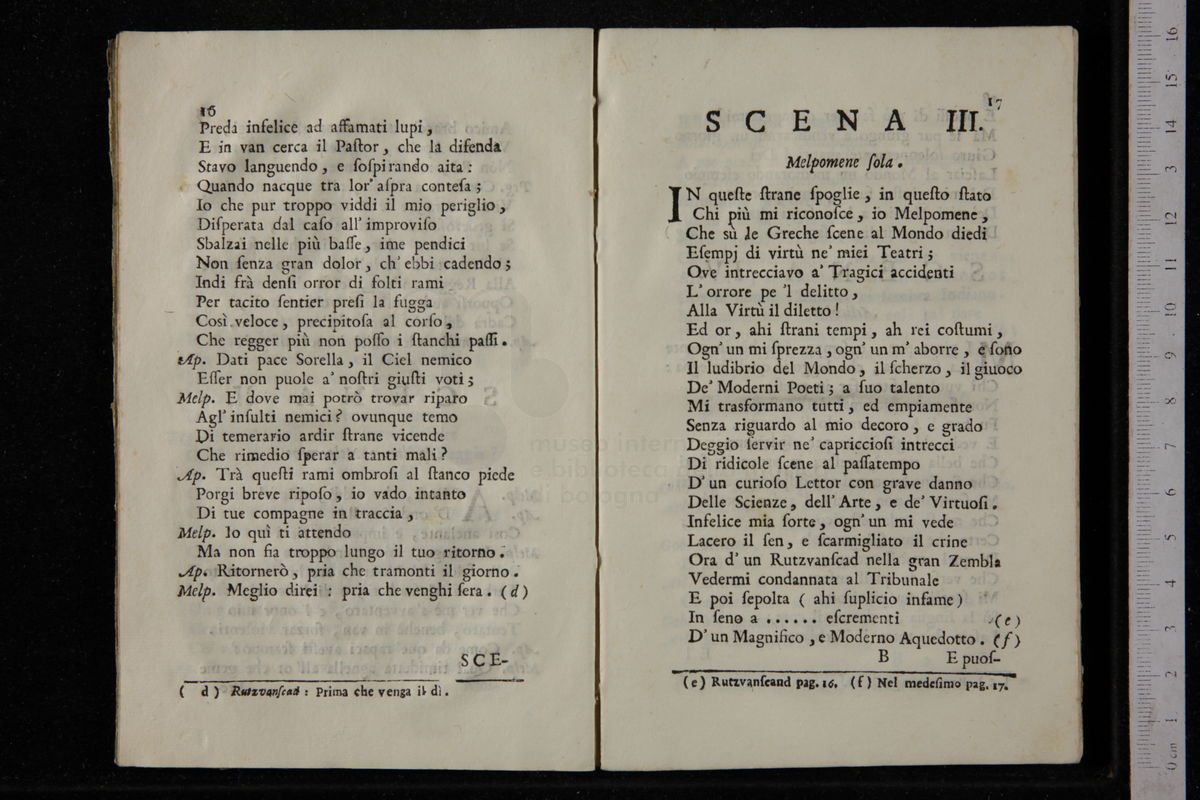 16
Preda infelice ad affamati lupi,
E in van cerca il Paſtor, che la difenda
Stavo languendo, e ſoſpirando aita:
Quando nacque tra lor' aſpra conteſa;
Io che pur troppo viddi il mio periglio,
Diſperata dal caſo all' improviſo
Sbalzai nelle più baſſe, ime pendici
Non ſenza gran dolor, ch' ebbi cadendo;
Indi frà denſi orror di folti rami
Per tacito ſentier preſi la fugga
Così veloce, precipitoſa al corſo,
Che regger più non poſſo i ſtanchi paſſi.
Ap. Dati pace Sorella, il Ciel nemico
Eſſer non puole a' noſtri giuſti voti;
Melp. E dove mai potrò trovar riparo
Agl' inſulti nemici? ovunque temo
Di temerario ardir ſtrane vicende
Che rimedio ſperar a tanti mali?
Ap. Trà queſti rami ombroſi al ſtanco piede
Porgi breve ripoſo, io vado intanto
Di tue compagne in traccia,
Melp. Io quì ti attendo
Ma non fia troppo lungo il tuo ritorno.
Ap. Ritornerò, pria che tramonti il giorno.
Melp. Meglio direi: pria che venghi ſera. (d)
SCE-
(d) Rutzvanſcad: Prima che venga il dì.
17
SCENA III.
Melpomene ſola.
IN queſte ſtrane ſpoglie, in queſto ſtato
Chi più mi riconoſce, io Melpomene,
Che sù le Greche ſcene al Mondo diedi
Eſempj di virtù ne' miei Teatri;
Ove intrecciavo a' Tragici accidenti
L' orrore pe 'l delitto,
Alla Virtù il diletto!
Ed or, ahi ſtrani tempi, ah rei coſtumi,
Ogn' un mi ſprezza, ogn' un m' aborre, e ſono
Il ludibrio del Mondo, il ſcherzo, il giuoco
De' Moderni Poeti; a ſuo talento
Mi trasformano tutti, ed empiamente
Senza riguardo al mio decoro, e grado
Deggio ſervir ne' capriccioſi intrecci
Di ridicole ſcene al paſſatempo
D' un curioſo Lettor con grave danno
Delle Scienze, dell' Arte, e de' Virtuoſi.
Infelice mia ſorte, ogn' un mi vede
Lacero il ſen, e ſcarmigliato il crine
Ora d' un Rutzvanſcad nella gran Zembla
Vedermi condannata al Tribunale
E poi ſepolta ( ahi ſuplicio infame)
In ſeno a ...... eſcrementi (e)
D' un Magnifico, e Moderno Aquedotto. (f)
B E puoſ-
(e) Rutzvanſcand pag. 16. (f) Nel medeſimo pag. 17.